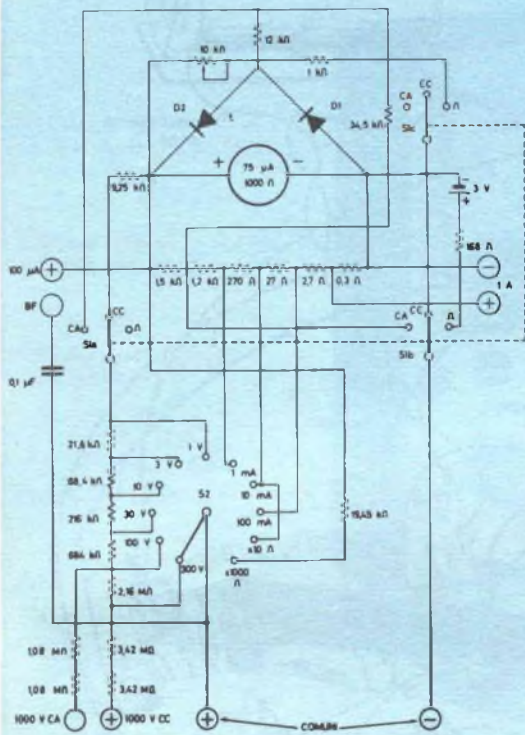 12 kΩ
10 kΩ
1 kΩ
CC
CA
Ω
D2
D1
34,5 kΩ
S1c
+
75 µA
−
1000 Ω
−
3 V
+
168 Ω
100 µA
+
1,5 kΩ
1,2 kΩ
270 Ω
27 Ω
2,7 Ω
0,3 Ω
−
+
1 A
BF
CA
CC
Ω
S1a
CA
CC
Ω
S1b
0,1 µF
21,6 kΩ
1 V
3 V
1 mA
68,4 kΩ
10 V
S2
10 mA
216 kΩ
30 V
100 mA
19,45 kΩ
684 kΩ
100 V
x10 Ω
300 V
x1000
Ω
2,16 MΩ
1,08 MΩ
3,42 MΩ
1,08 MΩ
3,42 MΩ
1000 V CA
+
1000 V CC
+
COMUNI
−